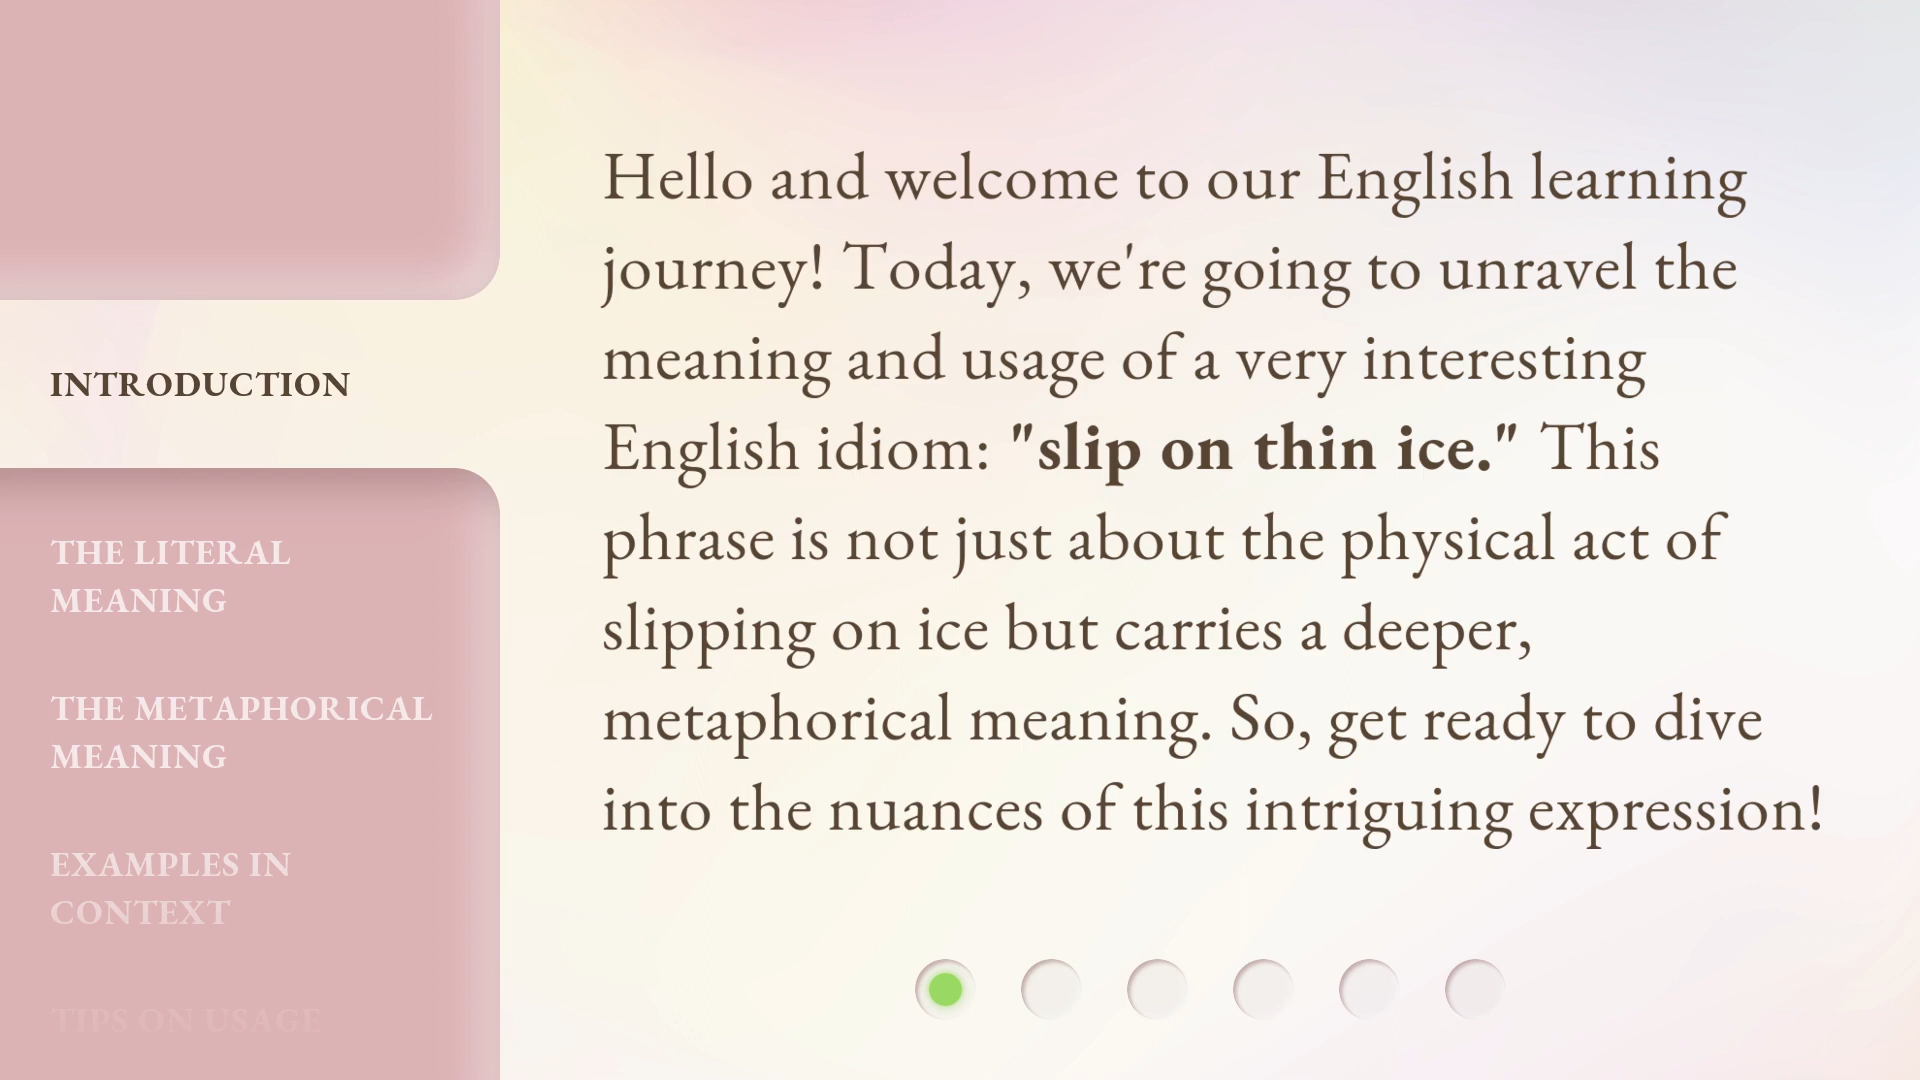 INTRODUCTION
THE LITERAL
MEANING
THE METAPHORICAL
MEANING
EXAMPLES IN
CONTEXT
TIPS ON USAGE
Hello and welcome to our English learning
journey! Today, we're going to unravel the
meaning and usage of a very interesting
English idiom: "slip on thin ice." This
phrase is not just about the physical act of
slipping on ice but carries a deeper,
metaphorical meaning. So, get ready to dive
into the nuances of this intriguing expression!